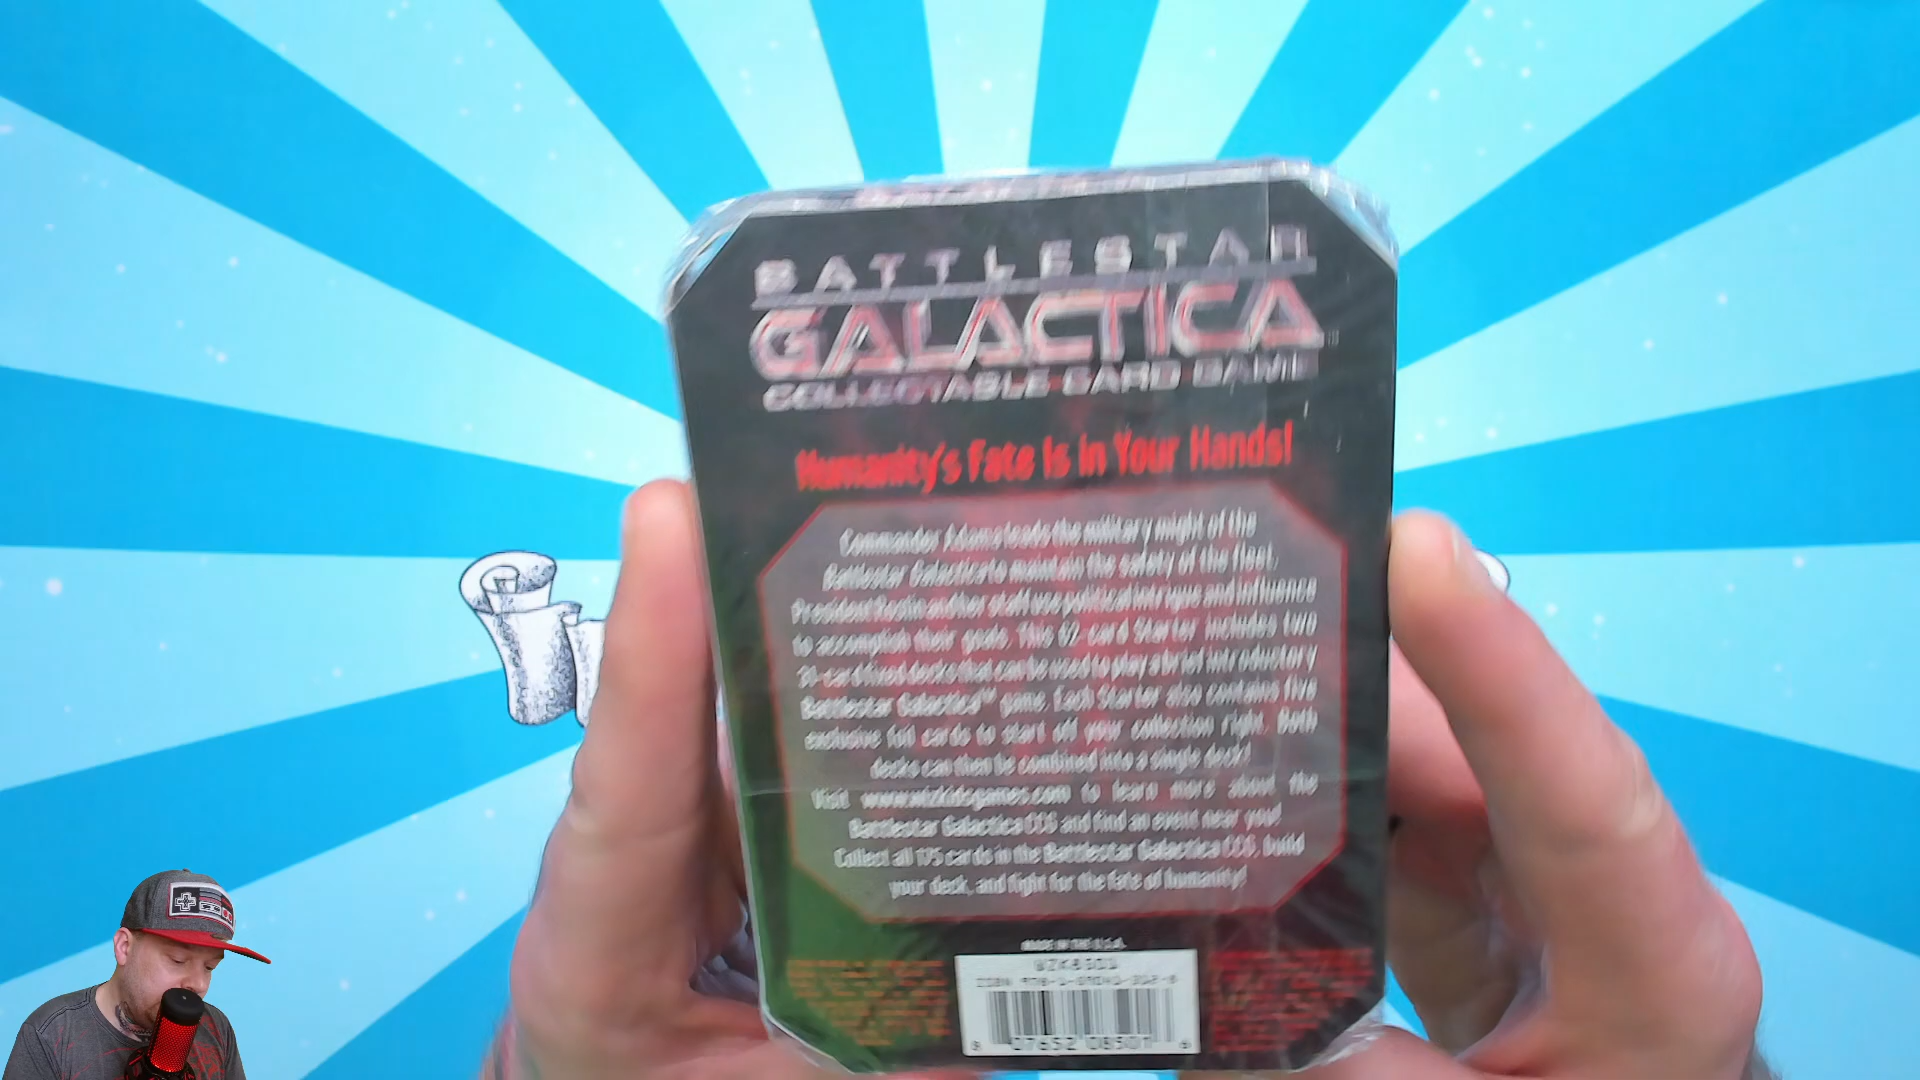 BATTLESTAR
GALACTICA
COLLECTABLE CARD GAME
Humanity's Fate Is in Your Hands!
Commander Adama leads the military might of the
Battlestar Galactica to maintain the safety of the fleet.
President Roslin and her staff use political intrigue and influence
to accomplish their goals. This 62-card Starter includes two
31-card fixed decks that can be used to play a brief introductory
Battlestar Galactica™ game. Each Starter also contains five
exclusive foil cards to start off your collection right. Both
decks can then be combined into a single deck!
Visit www.wizkidsgames.com to learn more about the
Battlestar Galactica CCG and find an event near you!
Collect all 175 cards in the Battlestar Galactica CCG, build
your deck, and fight for the fate of humanity!
MADE IN THE U.S.A.
WZK8501
ISBN
07652 08501